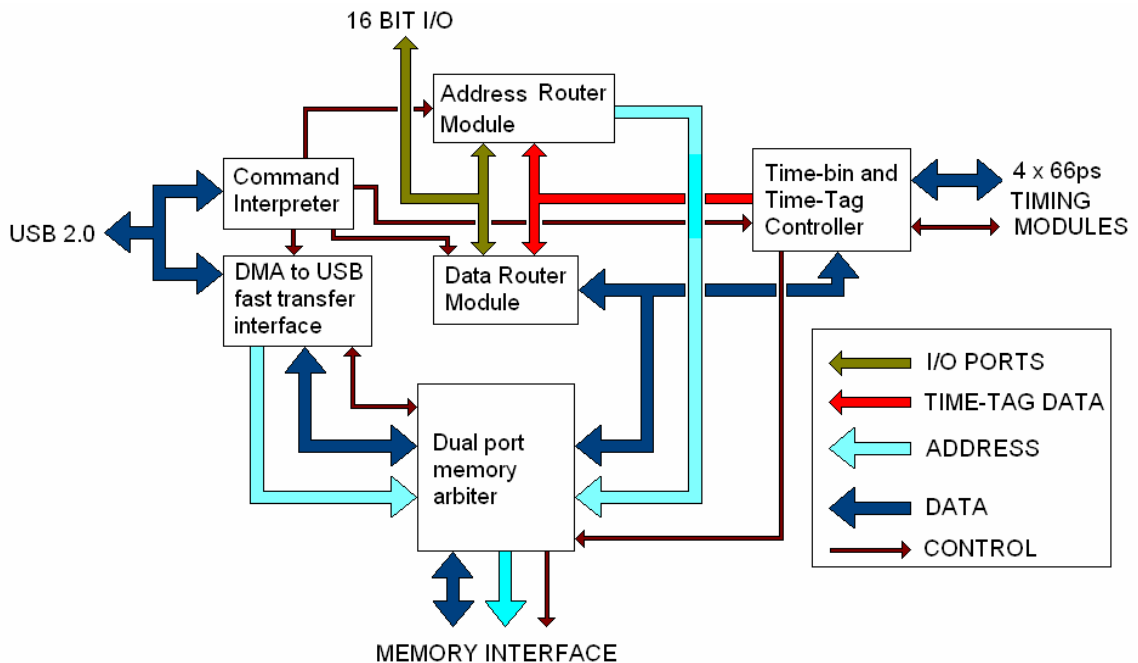 16 BIT I/O
Address Router
Module
Command
Interpreter
Time-bin and
Time-Tag
Controller
4 x 66ps
TIMING
MODULES
USB 2.0
DMA to USB
fast transfer
interface
Data Router
Module
I/O PORTS
TIME-TAG DATA
ADDRESS
DATA
CONTROL
Dual port
memory
arbiter
MEMORY INTERFACE